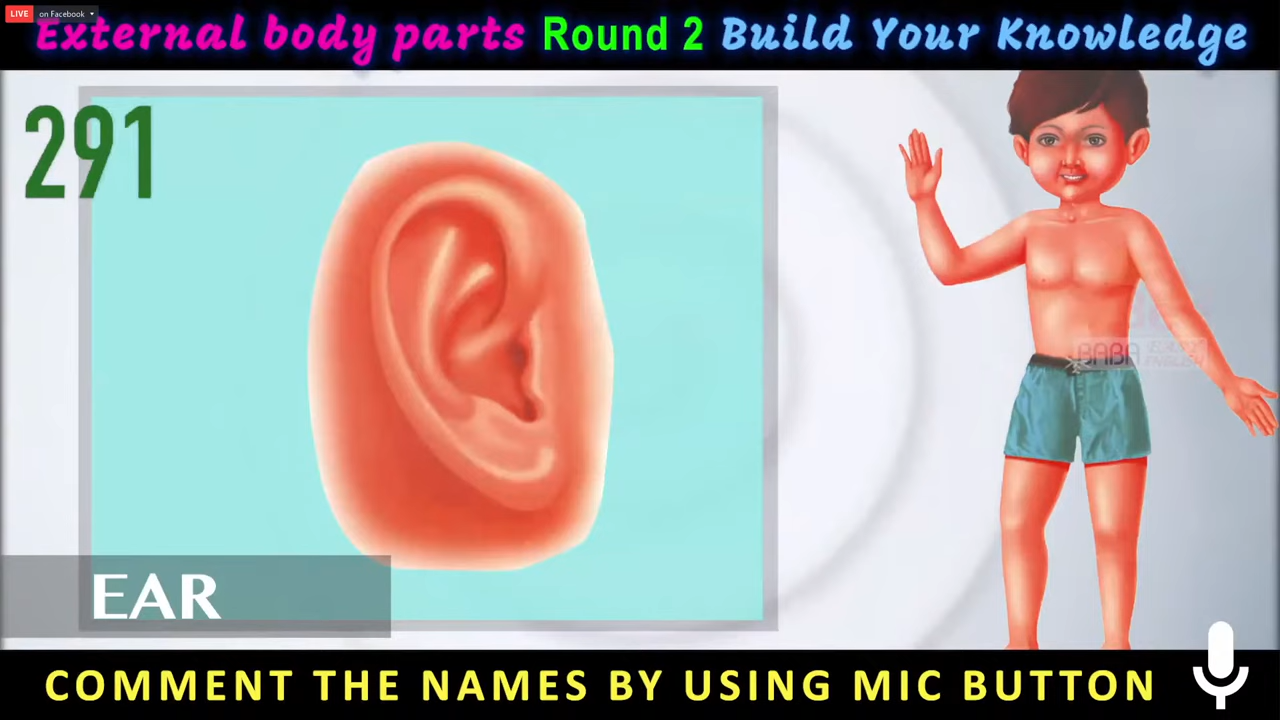 LIVE on Facebook
External body parts Round 2 Build Your Knowledge
291
BABA
EAR
COMMENT THE NAMES BY USING MIC BUTTON